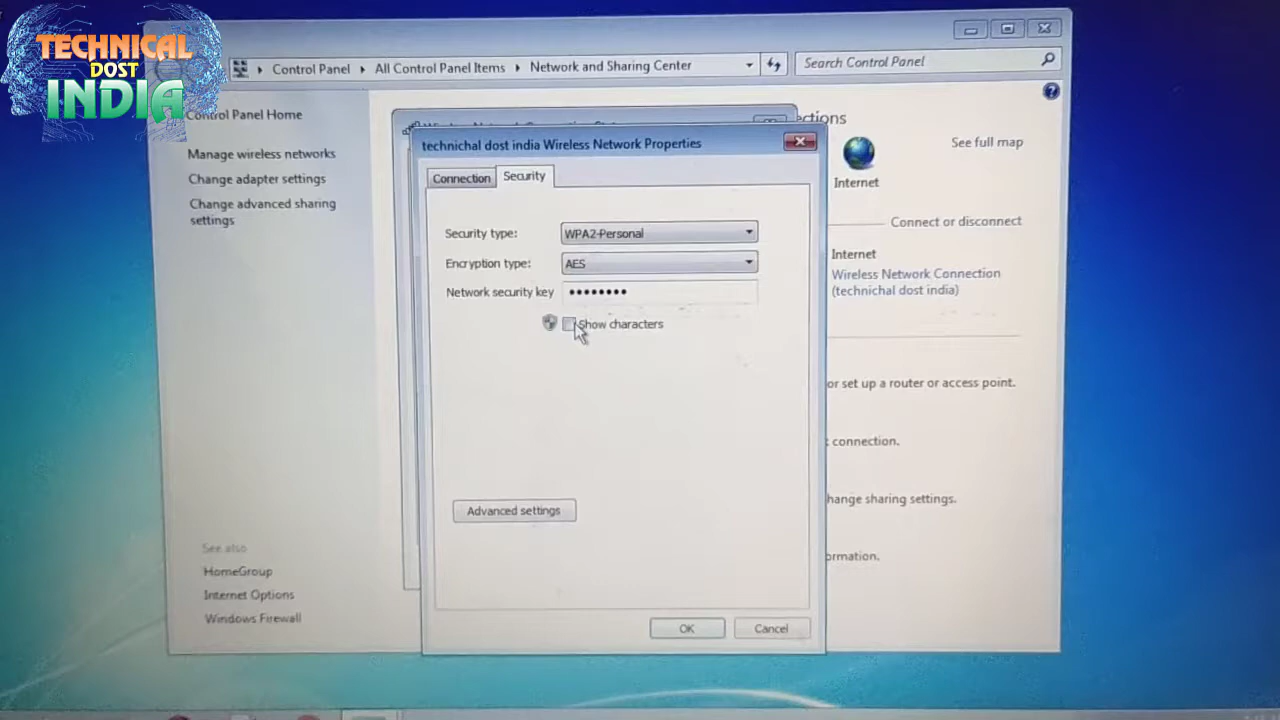 TECHNICAL
DOST
INDIA
Control Panel
All Control Panel Items
Network and Sharing Center
Search Control Panel
Control Panel Home
Manage wireless networks
Change adapter settings
Change advanced sharing
settings
See also
HomeGroup
Internet Options
Windows Firewall
technichal dost india Wireless Network Properties
Connection
Security
Security type:
WPA2-Personal
Encryption type:
AES
Network security key
••••••••
Show characters
Advanced settings
OK
Cancel
ctions
See full map
Internet
Connect or disconnect
Internet
Wireless Network Connection
(technichal dost india)
or set up a router or access point.
connection.
hange sharing settings.
ormation.